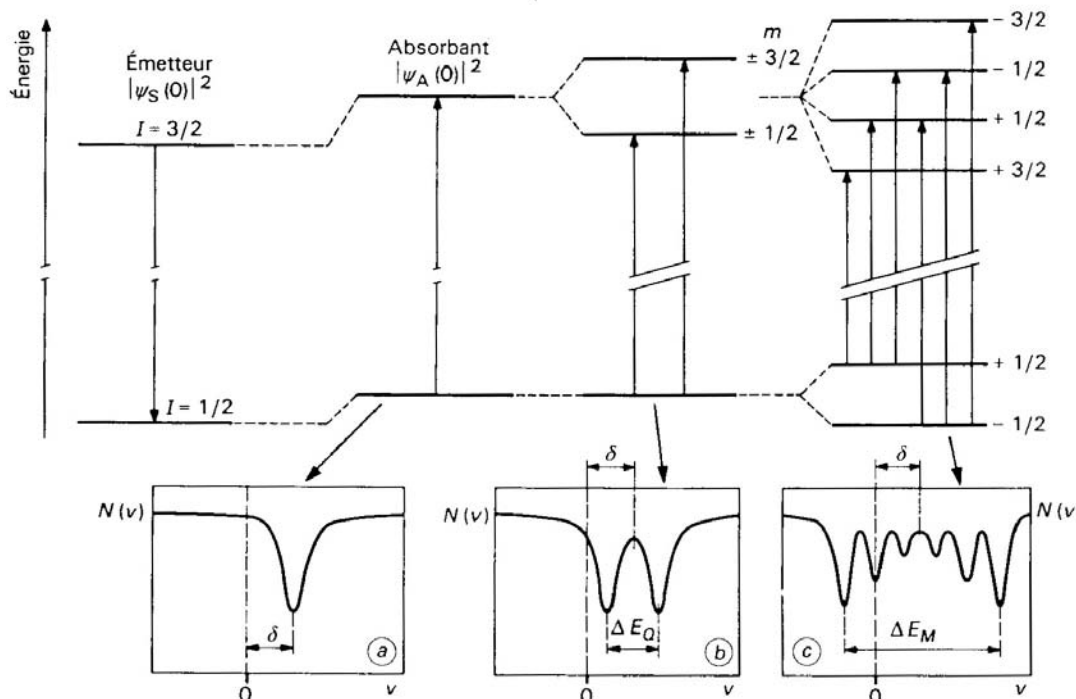 Énergie
Émetteur
|ψS(0)|²
I = 3/2
I = 1/2
Absorbant
|ψA(0)|²
m
± 3/2
± 1/2
− 3/2
− 1/2
+ 1/2
+ 3/2
+ 1/2
− 1/2
N(v)
δ
0
v
a
N(v)
δ
ΔEQ
0
v
b
δ
N(v
ΔEM
0
v
c